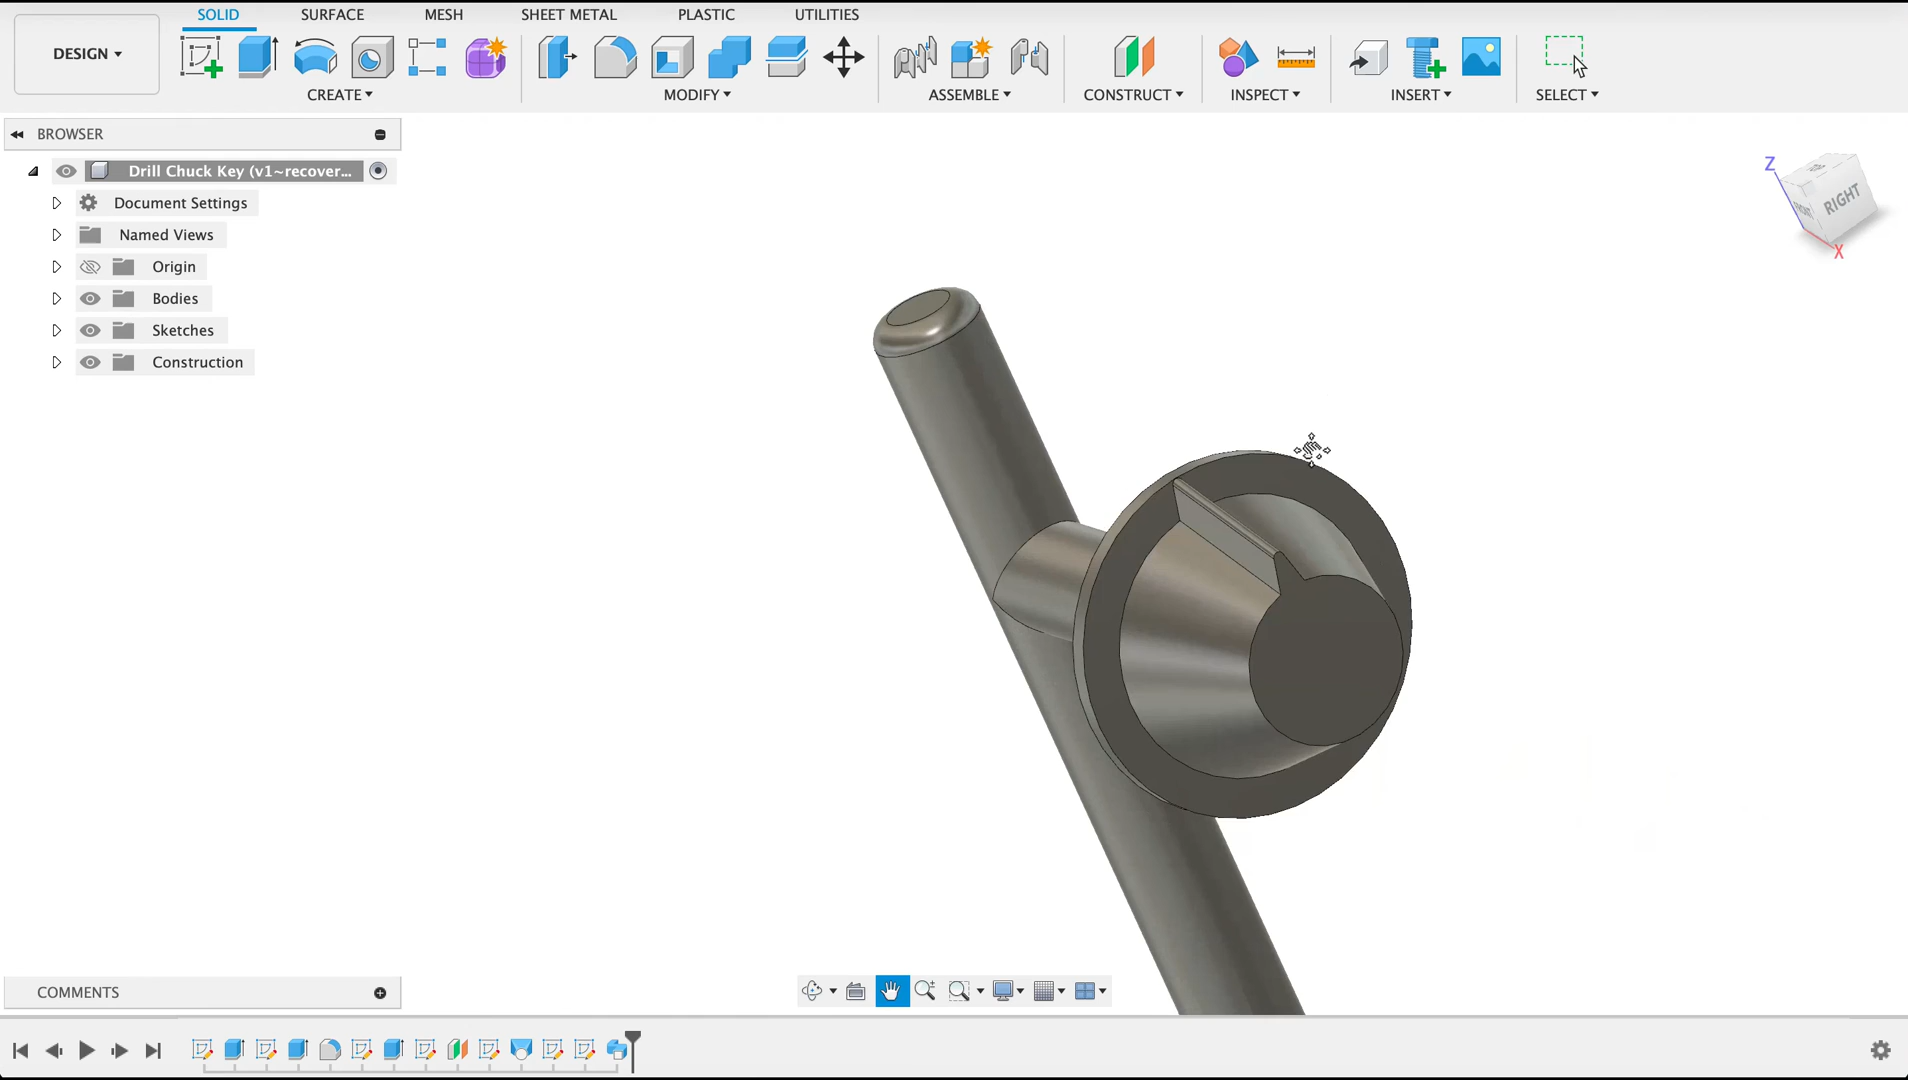 SOLID SURFACE MESH SHEET METAL PLASTIC UTILITIES
DESIGN
CREATE MODIFY ASSEMBLE CONSTRUCT INSPECT INSERT SELECT
BROWSER
Drill Chuck Key (v1~recover...
Document Settings
Named Views
Origin
Bodies
Sketches
Construction
Z
RIGHT
FRONT
X
COMMENTS